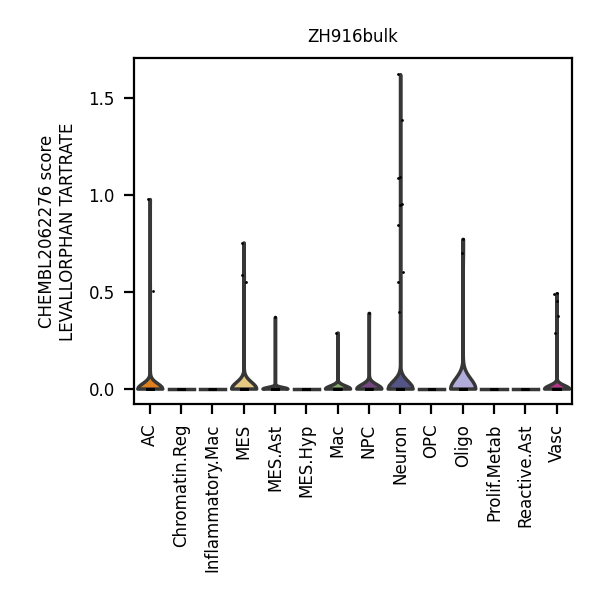 ZH916bulk
CHEMBL2062276 score
LEVALLORPHAN TARTRATE
1.5
1.0
0.5
0.0
AC
Chromatin.Reg
Inflammatory.Mac
MES
MES.Ast
MES.Hyp
Mac
NPC
Neuron
OPC
Oligo
Prolif.Metab
Reactive.Ast
Vasc